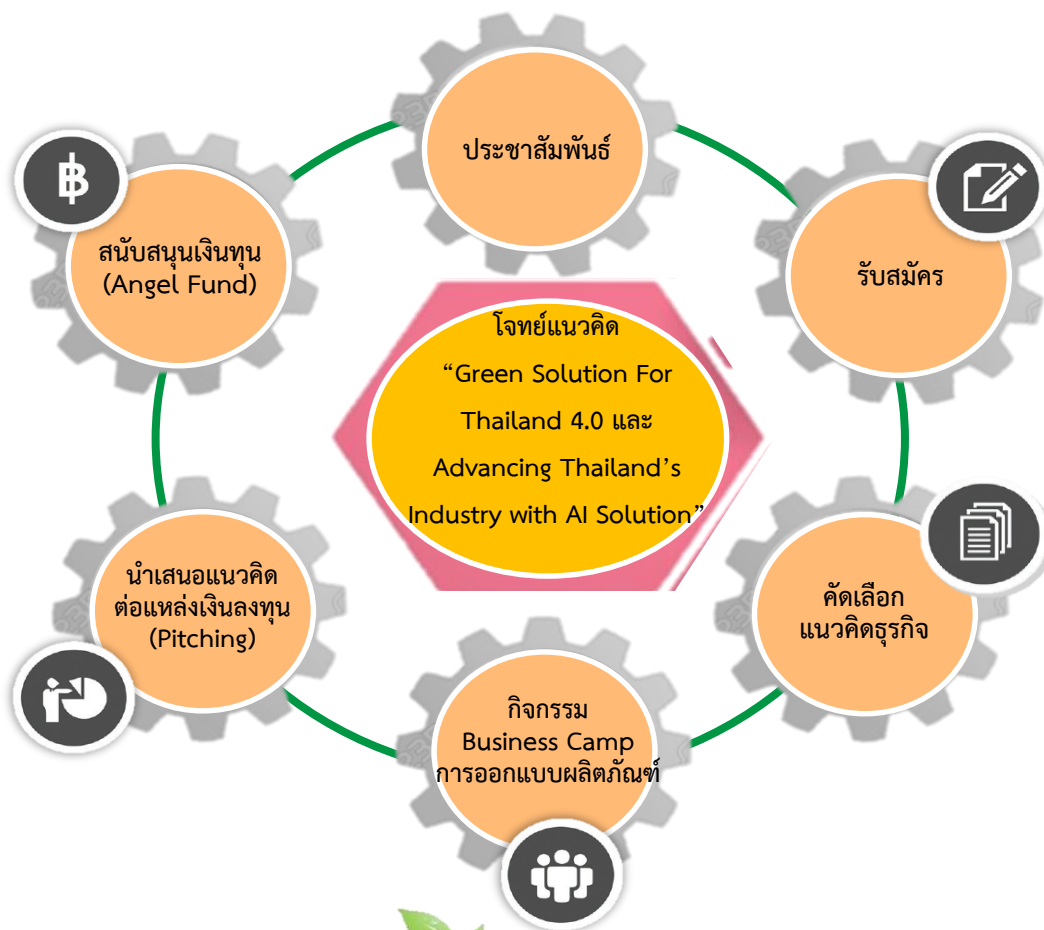 ประชาสัมพันธ์
รับสมัคร
คัดเลือก
แนวคิดธุรกิจ
กิจกรรม
Business Camp
การออกแบบผลิตภัณฑ์
นำเสนอแนวคิด
ต่อแหล่งเงินลงทุน
(Pitching)
สนับสนุนเงินทุน
(Angel Fund)
โจทย์แนวคิด
“Green Solution For
Thailand 4.0 และ
Advancing Thailand’s
Industry with AI Solution”
฿